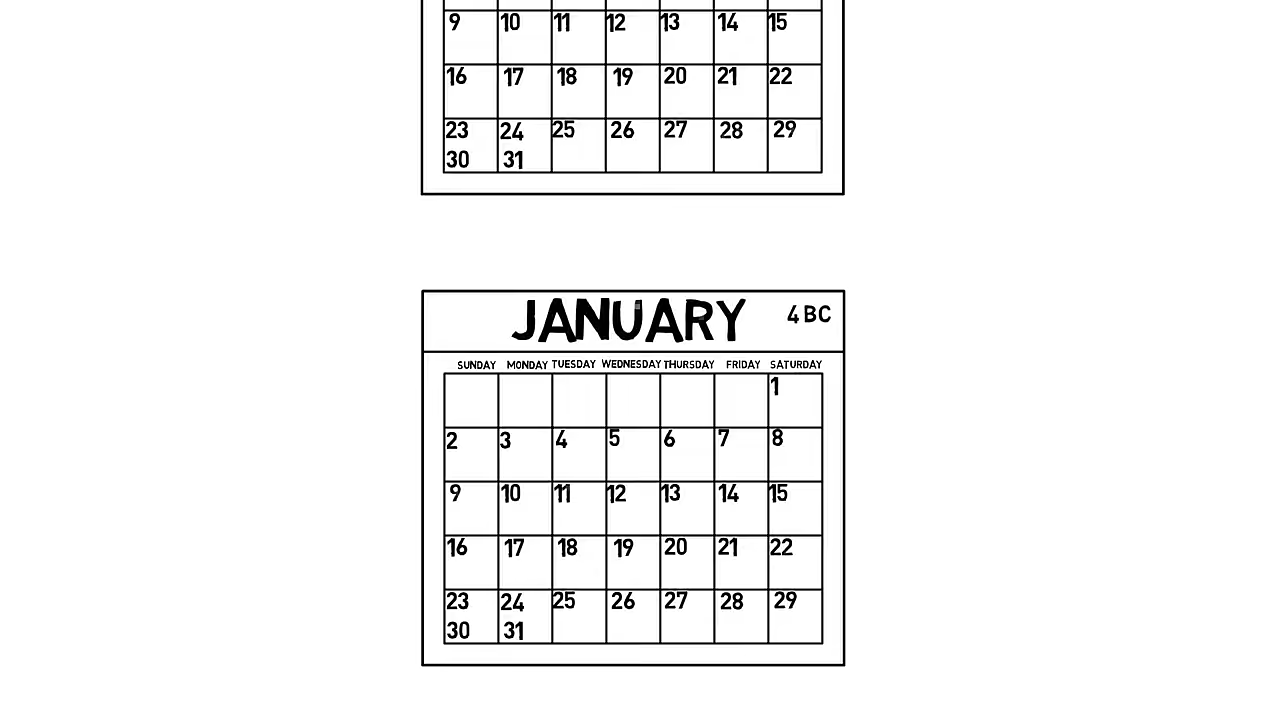 9 10 11 12 13 14 15
16 17 18 19 20 21 22
23 24 25 26 27 28 29
30 31
JANUARY 4 BC
SUNDAY MONDAY TUESDAY WEDNESDAY THURSDAY FRIDAY SATURDAY
1
2 3 4 5 6 7 8
9 10 11 12 13 14 15
16 17 18 19 20 21 22
23 24 25 26 27 28 29
30 31